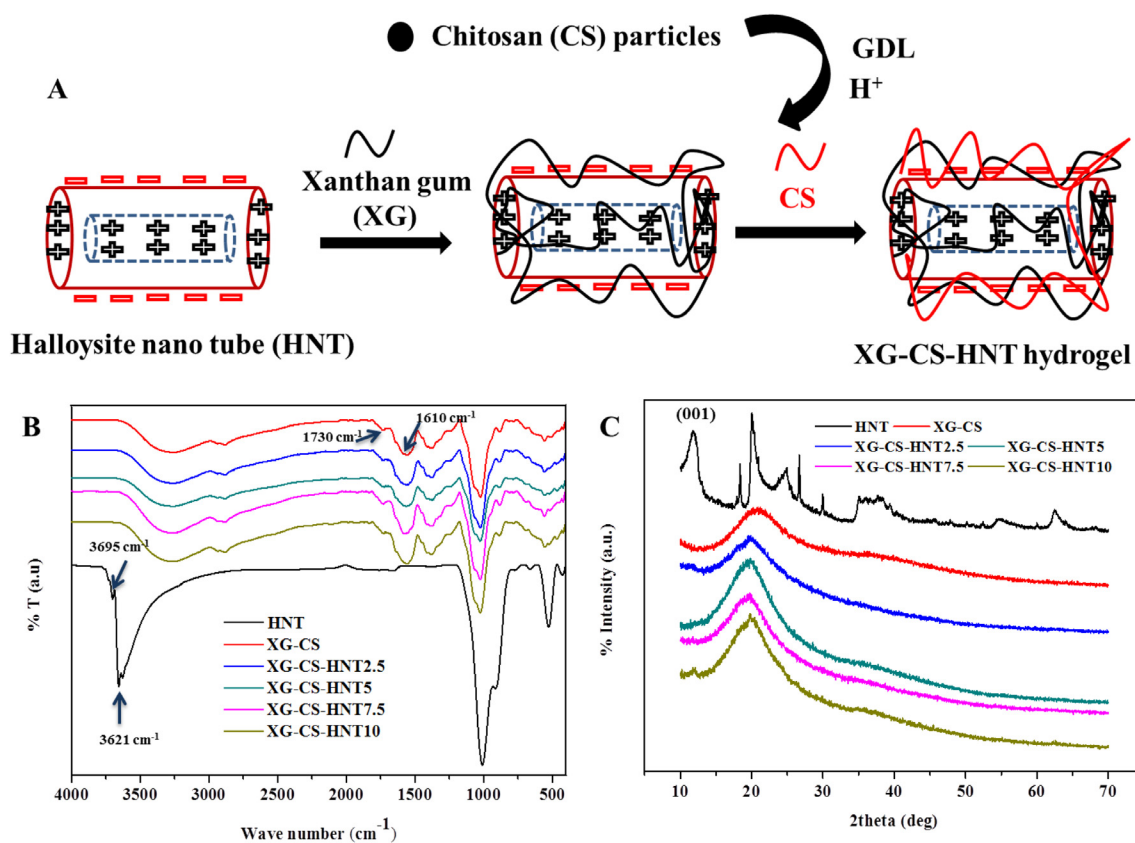 Chitosan (CS) particles
GDL
H+
A
Xanthan gum
(XG)
CS
Halloysite nano tube (HNT)
XG-CS-HNT hydrogel
B
1730 cm-1
1610 cm-1
3695 cm-1
3621 cm-1
HNT
XG-CS
XG-CS-HNT2.5
XG-CS-HNT5
XG-CS-HNT7.5
XG-CS-HNT10
% T (a.u)
4000 3500 3000 2500 2000 1500 1000 500
Wave number (cm-1)
C
(001)
HNT XG-CS
XG-CS-HNT2.5 XG-CS-HNT5
XG-CS-HNT7.5 XG-CS-HNT10
% Intensity (a.u.)
10 20 30 40 50 60 70
2theta (deg)